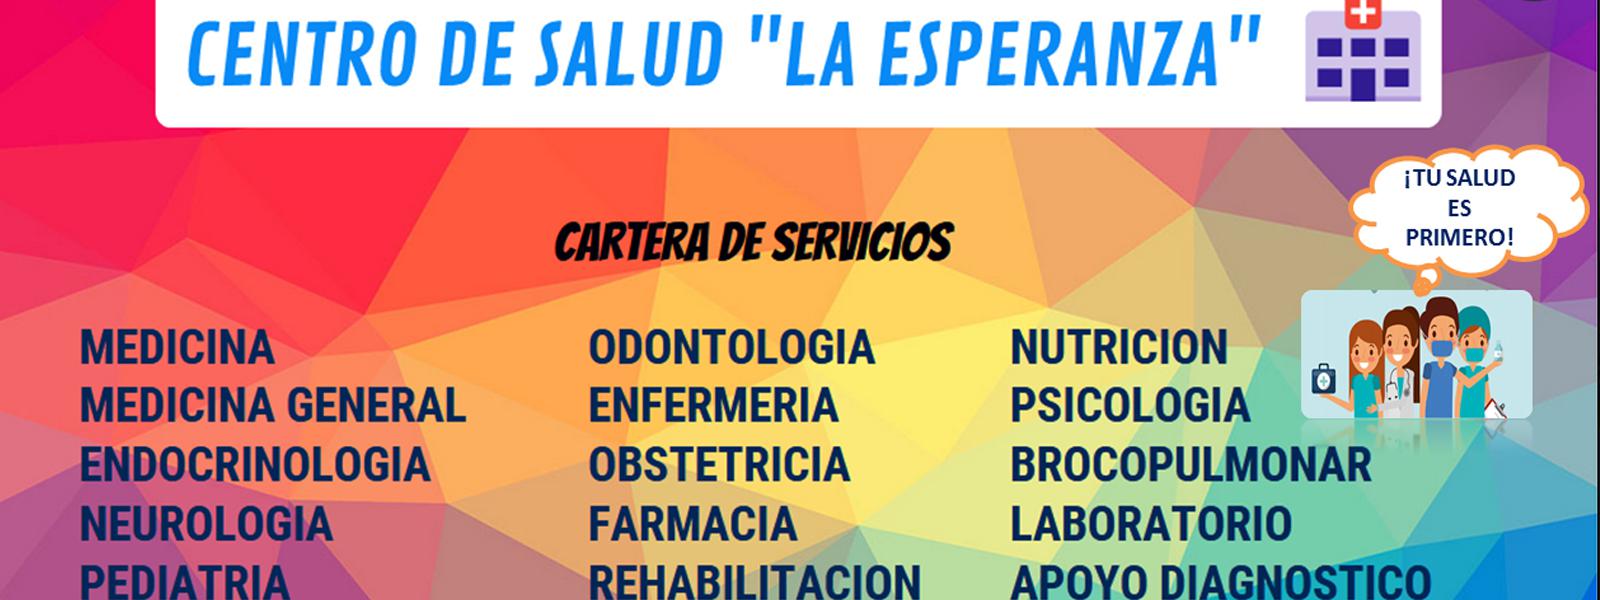 CENTRO DE SALUD "LA ESPERANZA"
¡TU SALUD
ES
PRIMERO!
CARTERA DE SERVICIOS
MEDICINA
MEDICINA GENERAL
ENDOCRINOLOGIA
NEUROLOGIA
PEDIATRIA
ODONTOLOGIA
ENFERMERIA
OBSTETRICIA
FARMACIA
REHABILITACION
NUTRICION
PSICOLOGIA
BROCOPULMONAR
LABORATORIO
APOYO DIAGNOSTICO